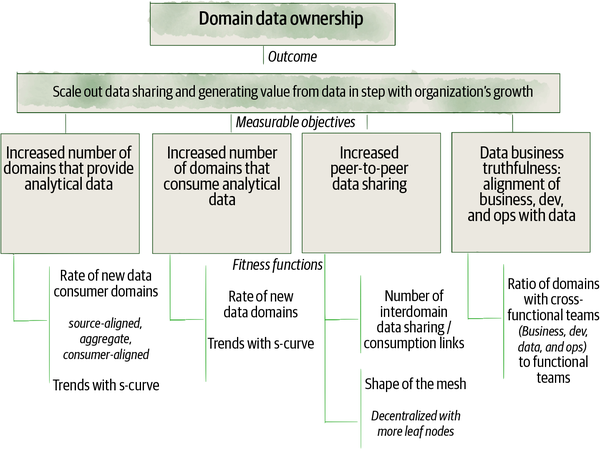 Domain data ownership
Outcome
Scale out data sharing and generating value from data in step with organization's growth
Measurable objectives
Increased number of
domains that provide
analytical data
Increased number
of domains that
consume analytical
data
Increased
peer-to-peer
data sharing
Data business
truthfulness:
alignment of
business, dev,
and ops with data
Fitness functions
Rate of new data
consumer domains
source-aligned,
aggregate,
consumer-aligned
Trends with s-curve
Rate of new
data domains
Trends with s-curve
Number of
interdomain
data sharing /
consumption links
Shape of the mesh
Decentralized with
more leaf nodes
Ratio of domains
with cross-
functional teams
(Business, dev,
data, and ops)
to functional
teams